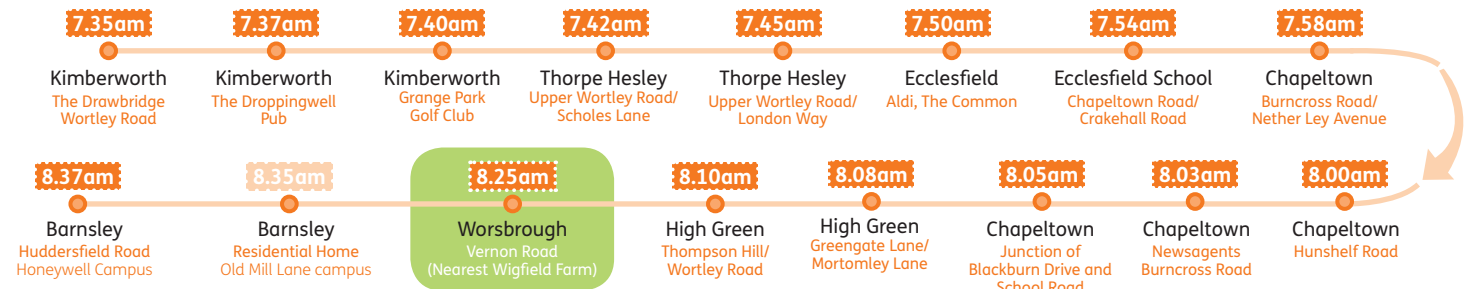 7.35am
Kimberworth
The Drawbridge
Wortley Road
7.37am
Kimberworth
The Droppingwell
Pub
7.40am
Kimberworth
Grange Park
Golf Club
7.42am
Thorpe Hesley
Upper Wortley Road/
Scholes Lane
7.45am
Thorpe Hesley
Upper Wortley Road/
London Way
7.50am
Ecclesfield
Aldi, The Common
7.54am
Ecclesfield School
Chapeltown Road/
Crakehall Road
7.58am
Chapeltown
Burncross Road/
Nether Ley Avenue
8.37am
Barnsley
Huddersfield Road
Honeywell Campus
8.35am
Barnsley
Residential Home
Old Mill Lane campus
8.25am
Worsbrough
Vernon Road
(Nearest Wigfield Farm)
8.10am
High Green
Thompson Hill/
Wortley Road
8.08am
High Green
Greengate Lane/
Mortomley Lane
8.05am
Chapeltown
Junction of
Blackburn Drive and
School Road
8.03am
Chapeltown
Newsagents
Burncross Road
8.00am
Chapeltown
Hunshelf Road